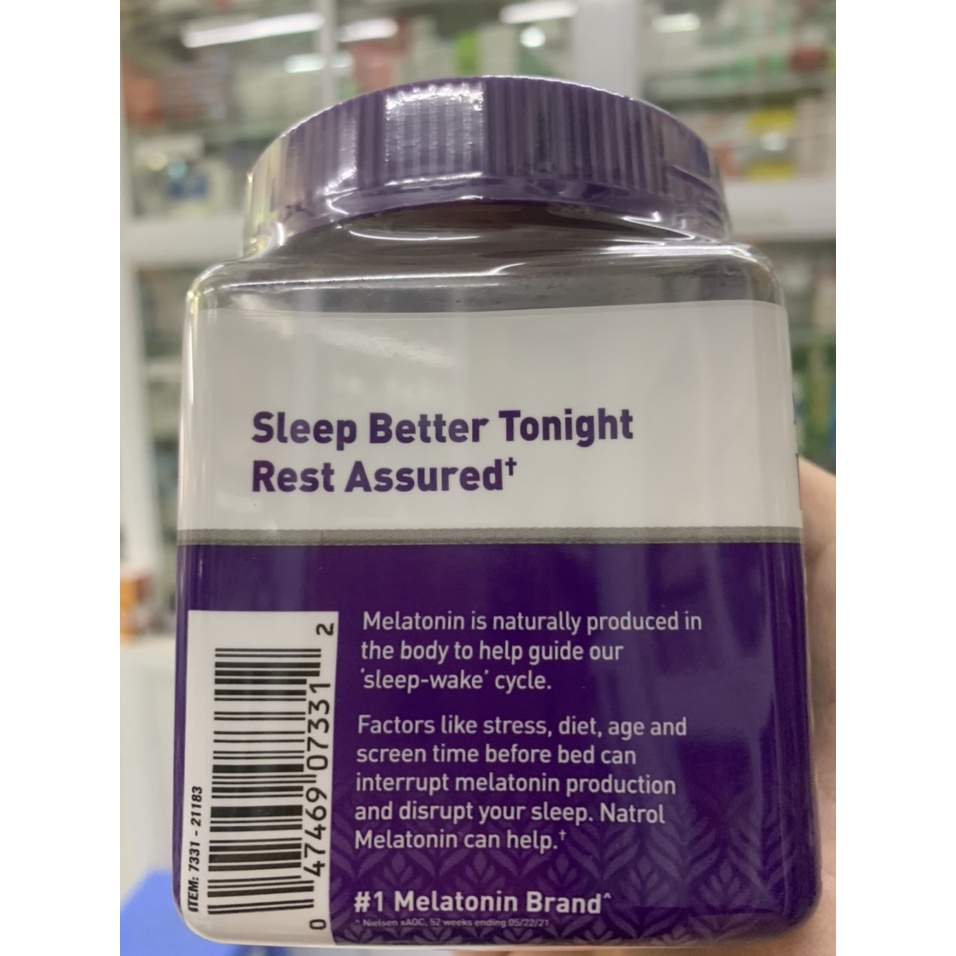 Sleep Better Tonight
Rest Assured†
Melatonin is naturally produced in
the body to help guide our
‘sleep-wake’ cycle.
Factors like stress, diet, age and
screen time before bed can
interrupt melatonin production
and disrupt your sleep. Natrol
Melatonin can help.†
#1 Melatonin Brand^
^ Nielsen xAOC, 52 weeks ending 05/22/21
ITEM: 7331 - 21183
0 47469 07331 2